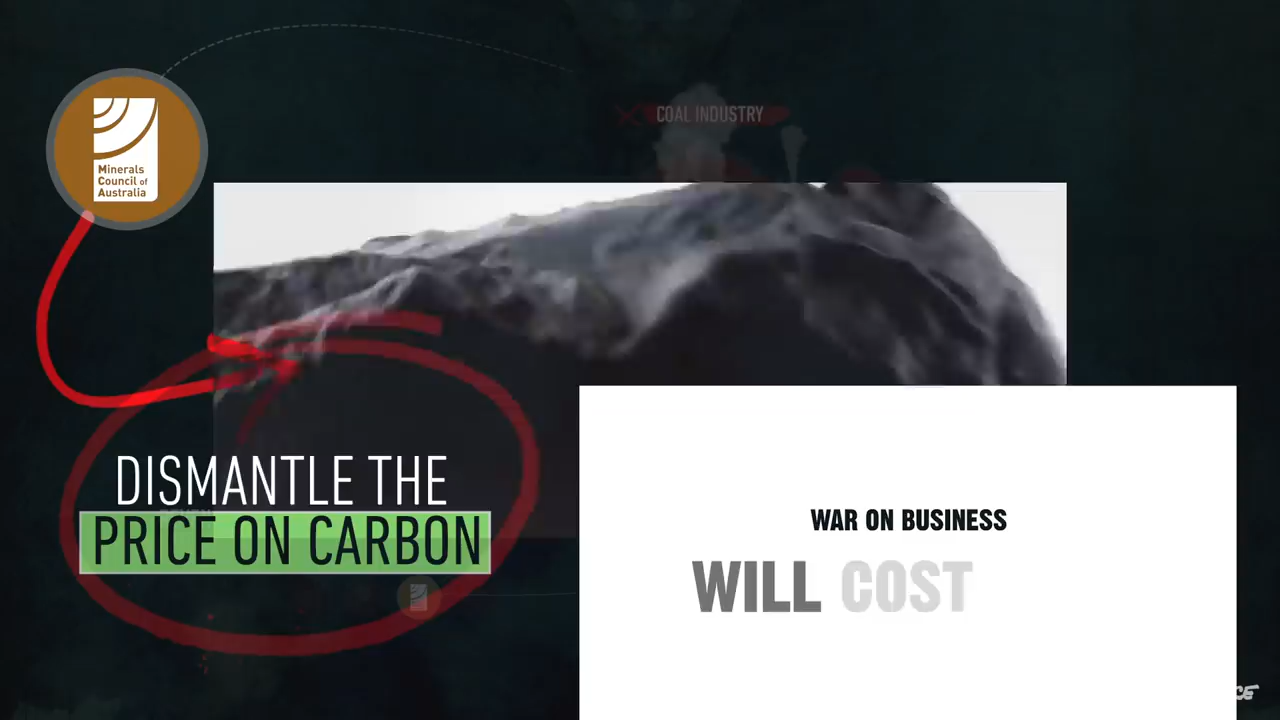 COAL INDUSTRY
Minerals
Council of
Australia
DISMANTLE THE
PRICE ON CARBON
WAR ON BUSINESS
WILL COST